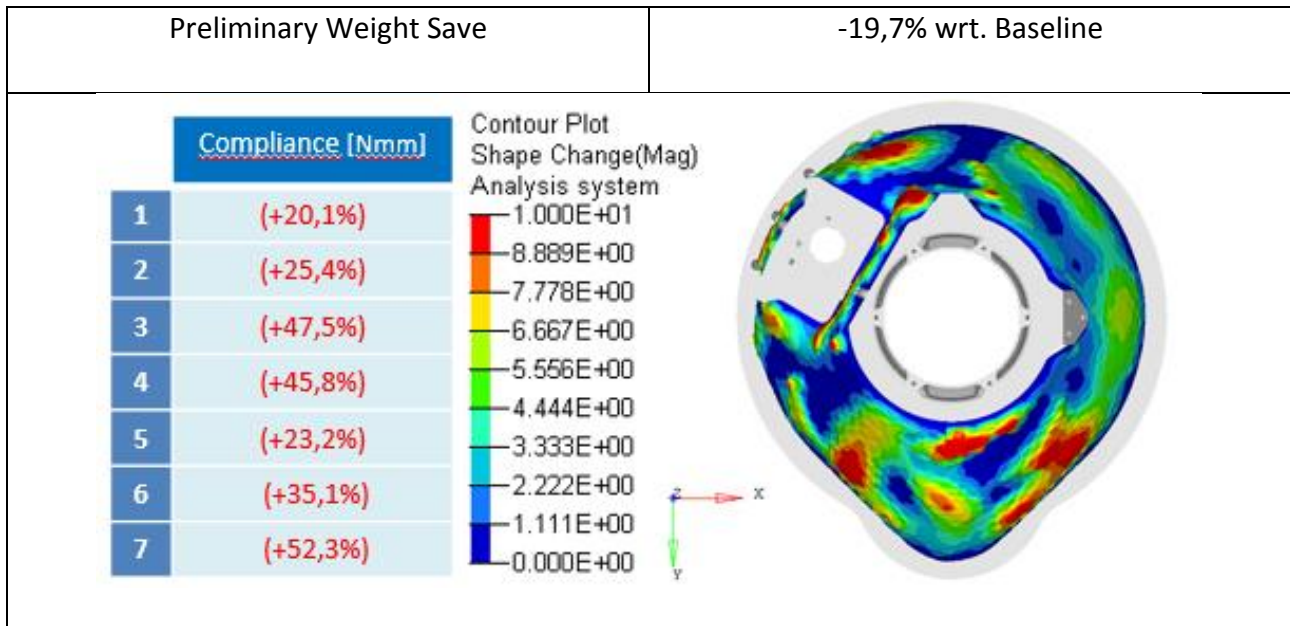 Preliminary Weight Save
-19,7% wrt. Baseline
Compliance [Nmm]
1 (+20,1%)
2 (+25,4%)
3 (+47,5%)
4 (+45,8%)
5 (+23,2%)
6 (+35,1%)
7 (+52,3%)
Contour Plot
Shape Change(Mag)
Analysis system
1.000E+01
8.889E+00
7.778E+00
6.667E+00
5.556E+00
4.444E+00
3.333E+00
2.222E+00
1.111E+00
0.000E+00
Z
X
Y